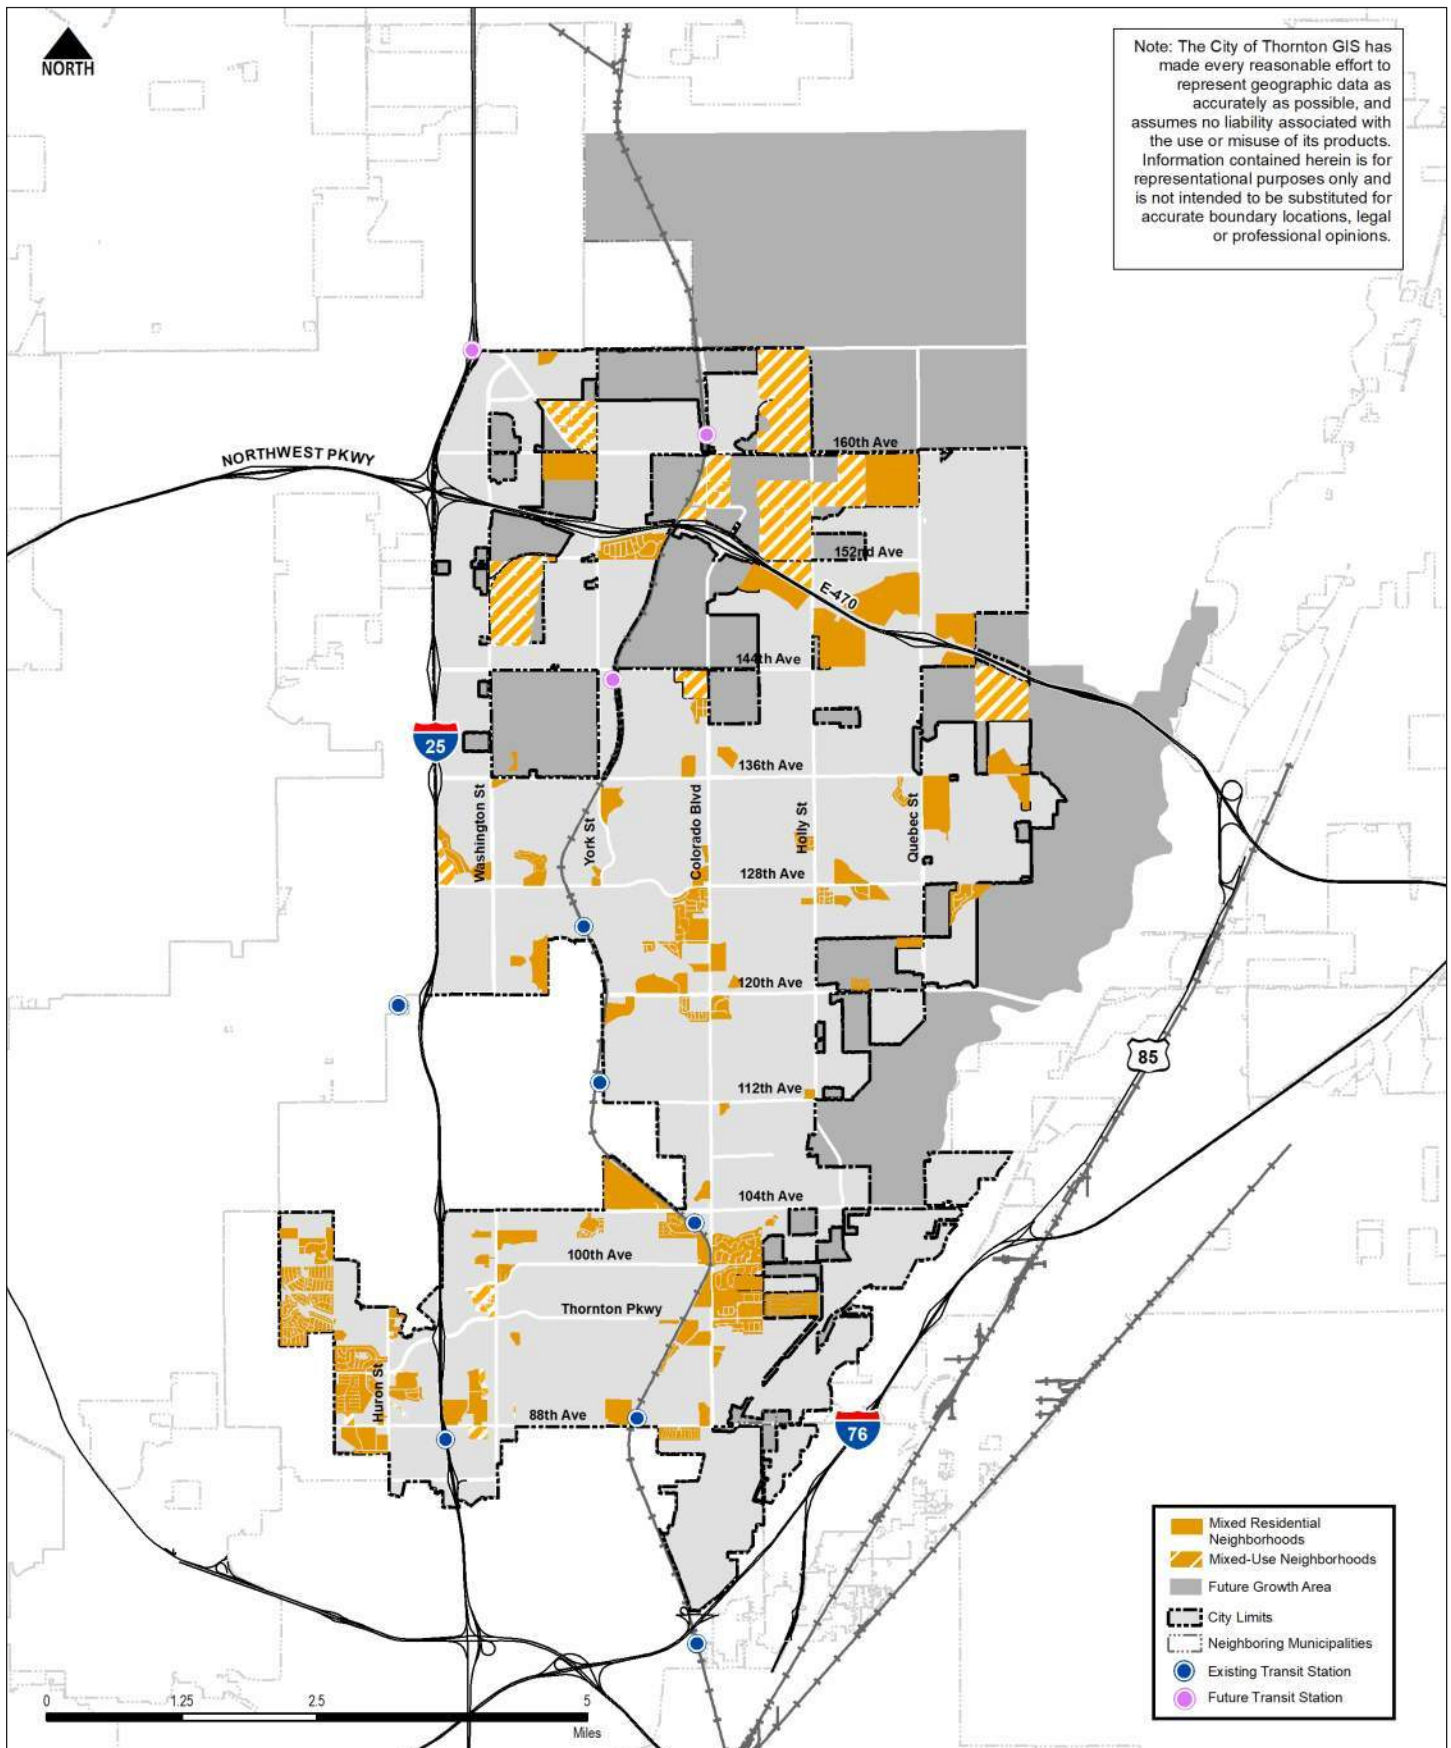 NORTH
Note: The City of Thornton GIS has
made every reasonable effort to
represent geographic data as
accurately as possible, and
assumes no liability associated with
the use or misuse of its products.
Information contained herein is for
representational purposes only and
is not intended to be substituted for
accurate boundary locations, legal
or professional opinions.
160th Ave
NORTHWEST PKWY
152nd Ave
E-470
144th Ave
25
136th Ave
Washington St
York St
Colorado Blvd
Holly St
Quebec St
128th Ave
120th Ave
85
112th Ave
104th Ave
100th Ave
Thornton Pkwy
Huron St
88th Ave
76
Mixed Residential
Neighborhoods
Mixed-Use Neighborhoods
Future Growth Area
City Limits
Neighboring Municipalities
Existing Transit Station
Future Transit Station
0 1.25 2.5 5
Miles